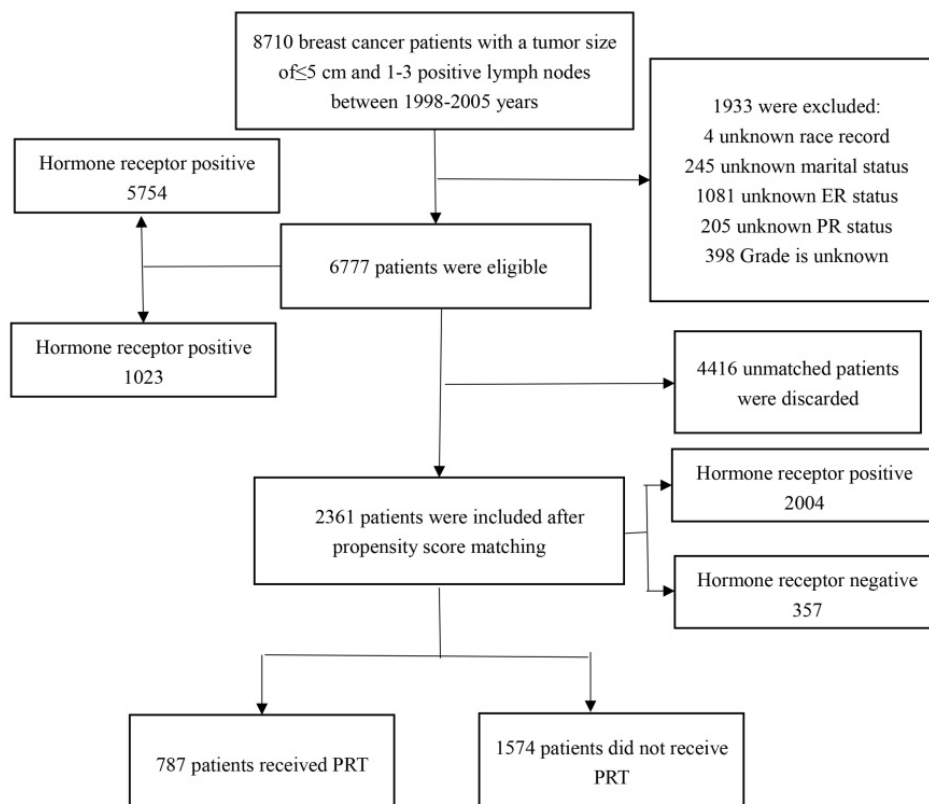 8710 breast cancer patients with a tumor size
of≤5 cm and 1-3 positive lymph nodes
between 1998-2005 years
1933 were excluded:
4 unknown race record
245 unknown marital status
1081 unknown ER status
205 unknown PR status
398 Grade is unknown
Hormone receptor positive
5754
6777 patients were eligible
Hormone receptor positive
1023
4416 unmatched patients
were discarded
2361 patients were included after
propensity score matching
Hormone receptor positive
2004
Hormone receptor negative
357
787 patients received PRT
1574 patients did not receive
PRT